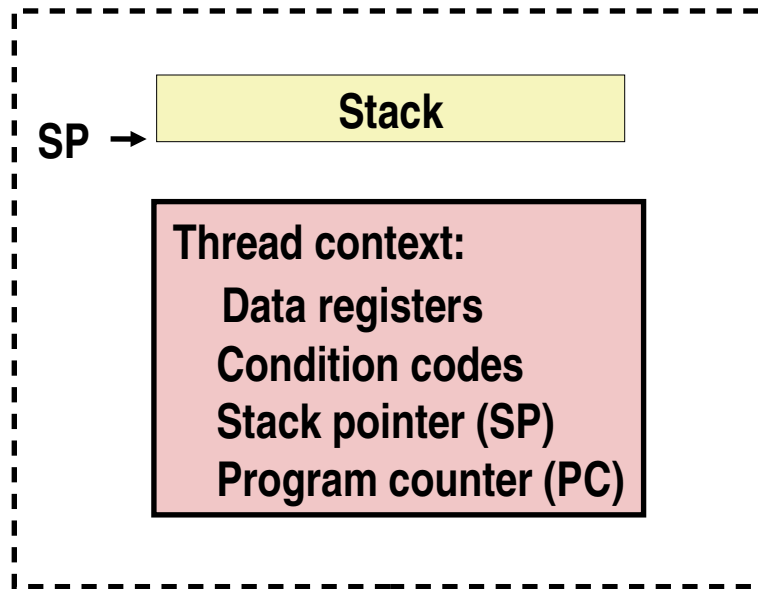 Stack
SP
Thread context:
Data registers
Condition codes
Stack pointer (SP)
Program counter (PC)